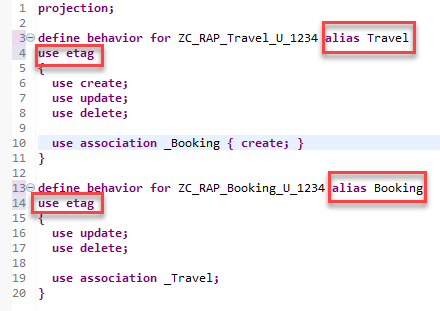 1 projection;
2
3 define behavior for ZC_RAP_Travel_U_1234 alias Travel
4 use etag
5 {
6 use create;
7 use update;
8 use delete;
9
10 use association _Booking { create; }
11 }
12
13 define behavior for ZC_RAP_Booking_U_1234 alias Booking
14 use etag
15 {
16 use update;
17 use delete;
18
19 use association _Travel;
20 }